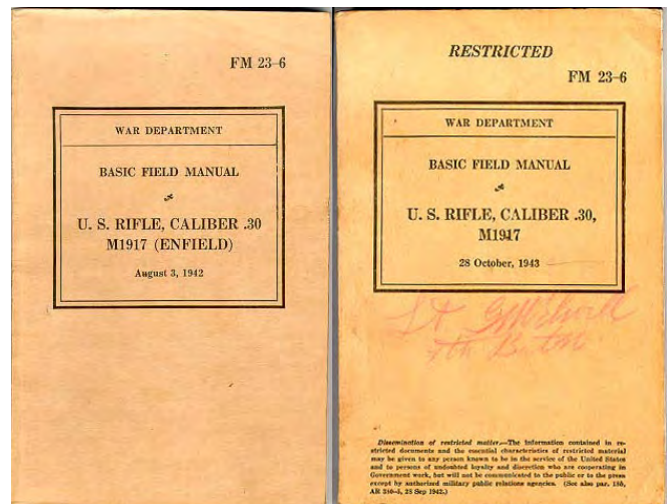 FM 23-6
WAR DEPARTMENT
BASIC FIELD MANUAL
U. S. RIFLE, CALIBER .30
M1917 (ENFIELD)
August 3, 1942
RESTRICTED
FM 23-6
WAR DEPARTMENT
BASIC FIELD MANUAL
U. S. RIFLE, CALIBER .30,
M1917
28 October, 1943
Lt
Dissemination of restricted matter.—The information contained in re-
stricted documents and the essential characteristics of restricted material
may be given to any person known to be in the service of the United States
and to persons of undoubted loyalty and discretion who are cooperating in
Government work, but will not be communicated to the public or to the press
except by authorized military public relations agencies. (See also par. 18b,
AR 380-5, 28 Sep 1942.)